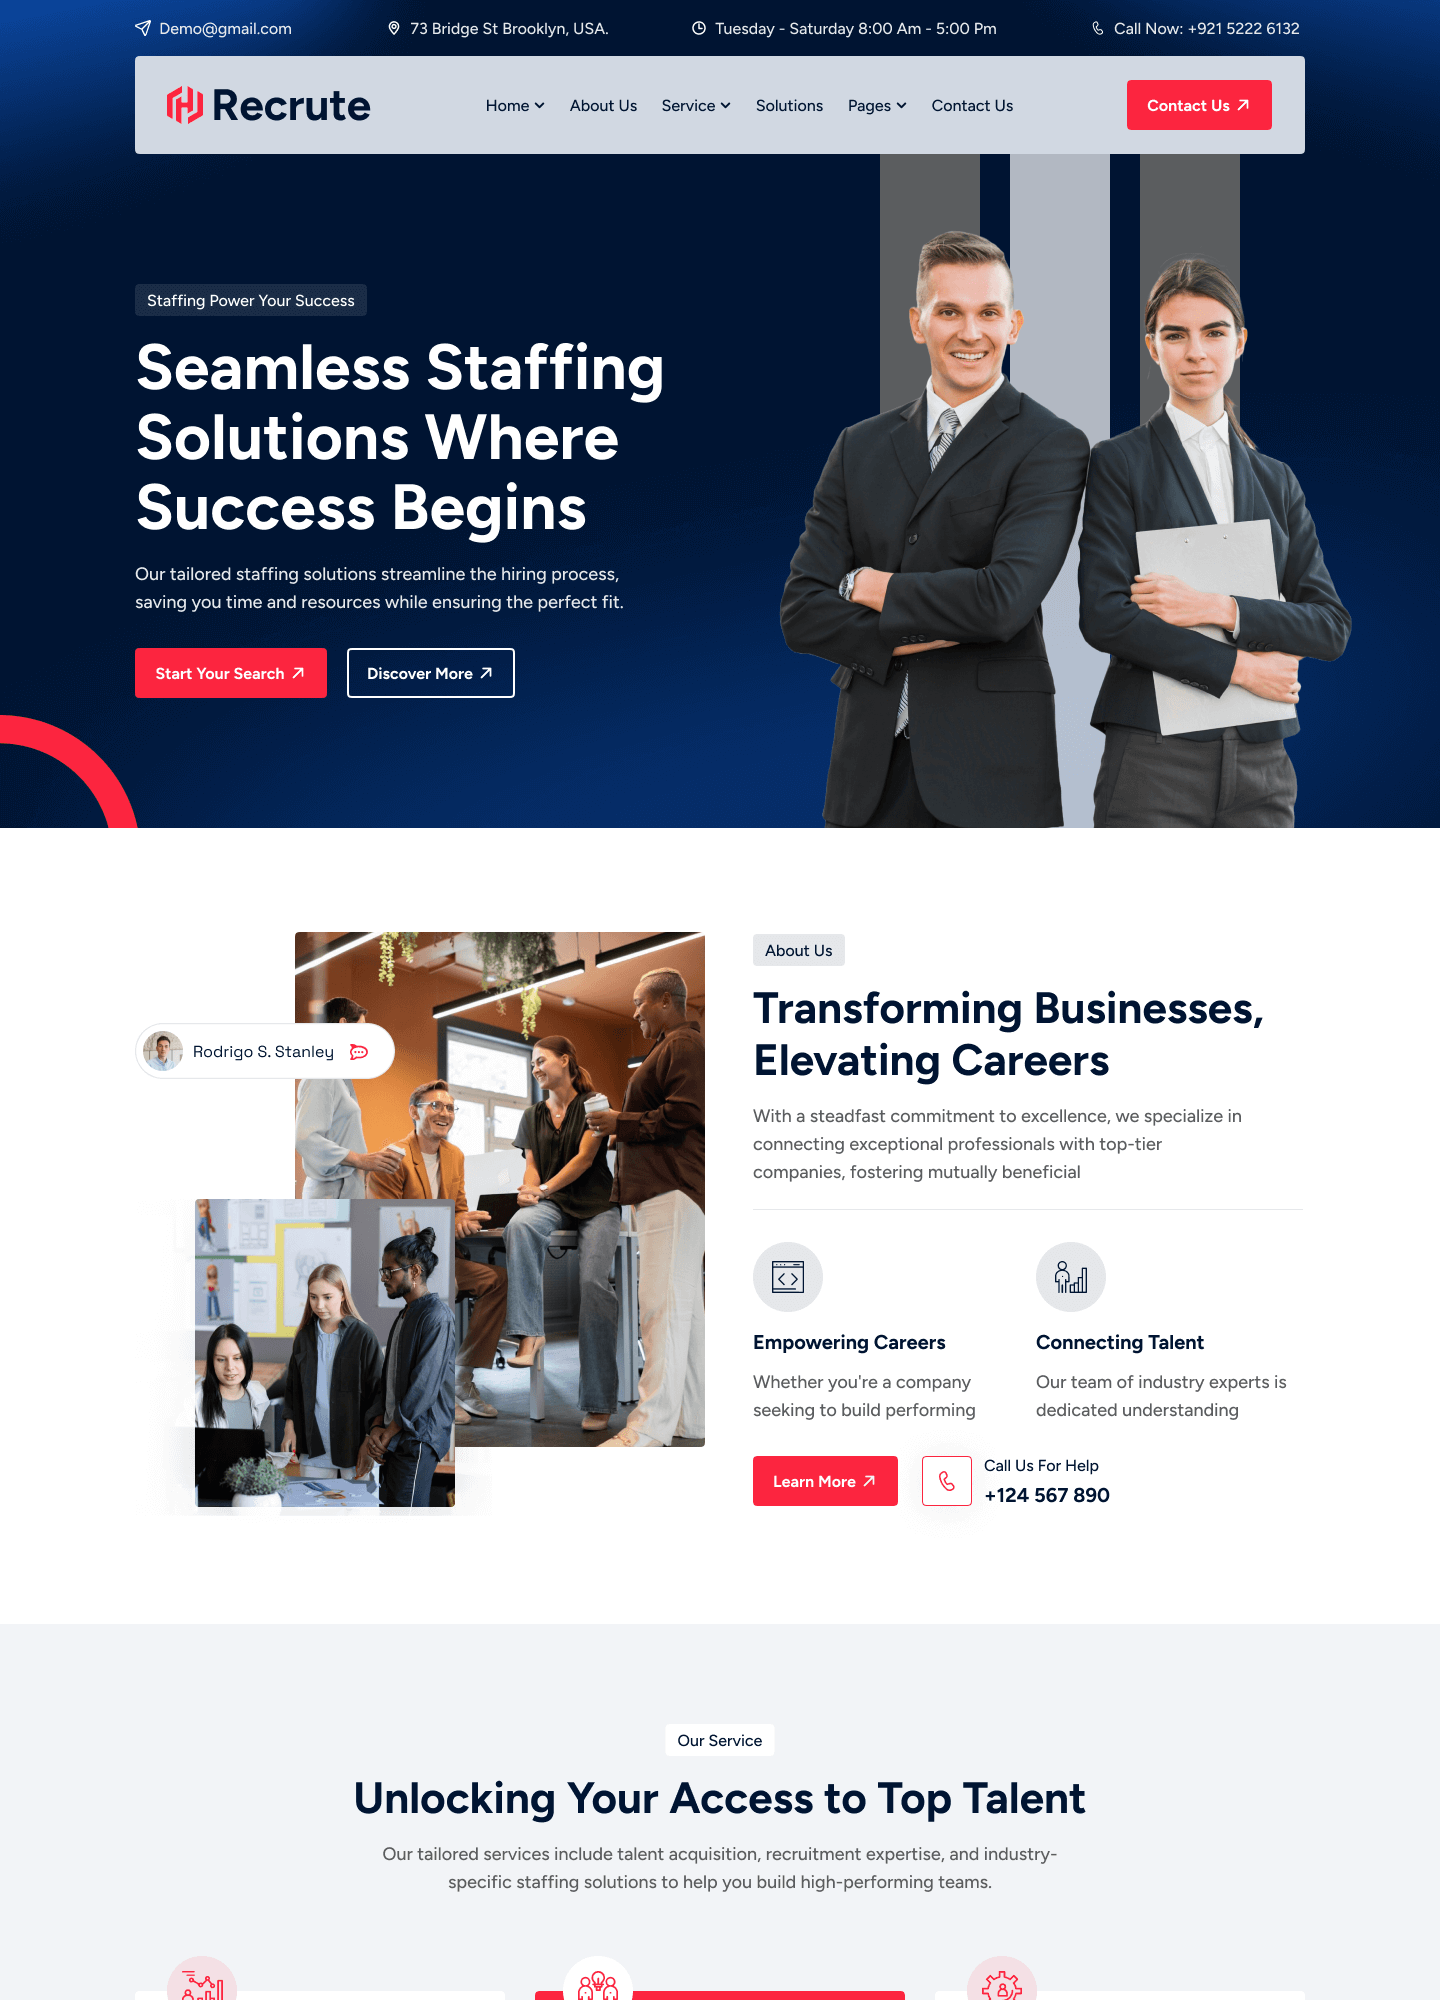 Demo@gmail.com
73 Bridge St Brooklyn, USA.
Tuesday - Saturday 8:00 Am - 5:00 Pm
Call Now: +921 5222 6132
Recrute
Home
About Us
Service
Solutions
Pages
Contact Us
Contact Us
Staffing Power Your Success
Seamless Staffing
Solutions Where
Success Begins
Our tailored staffing solutions streamline the hiring process,
saving you time and resources while ensuring the perfect fit.
Start Your Search
Discover More
Rodrigo S. Stanley
About Us
Transforming Businesses,
Elevating Careers
With a steadfast commitment to excellence, we specialize in
connecting exceptional professionals with top-tier
companies, fostering mutually beneficial
Empowering Careers
Whether you're a company
seeking to build performing
Connecting Talent
Our team of industry experts is
dedicated understanding
Learn More
Call Us For Help
+124 567 890
Our Service
Unlocking Your Access to Top Talent
Our tailored services include talent acquisition, recruitment expertise, and industry-
specific staffing solutions to help you build high-performing teams.